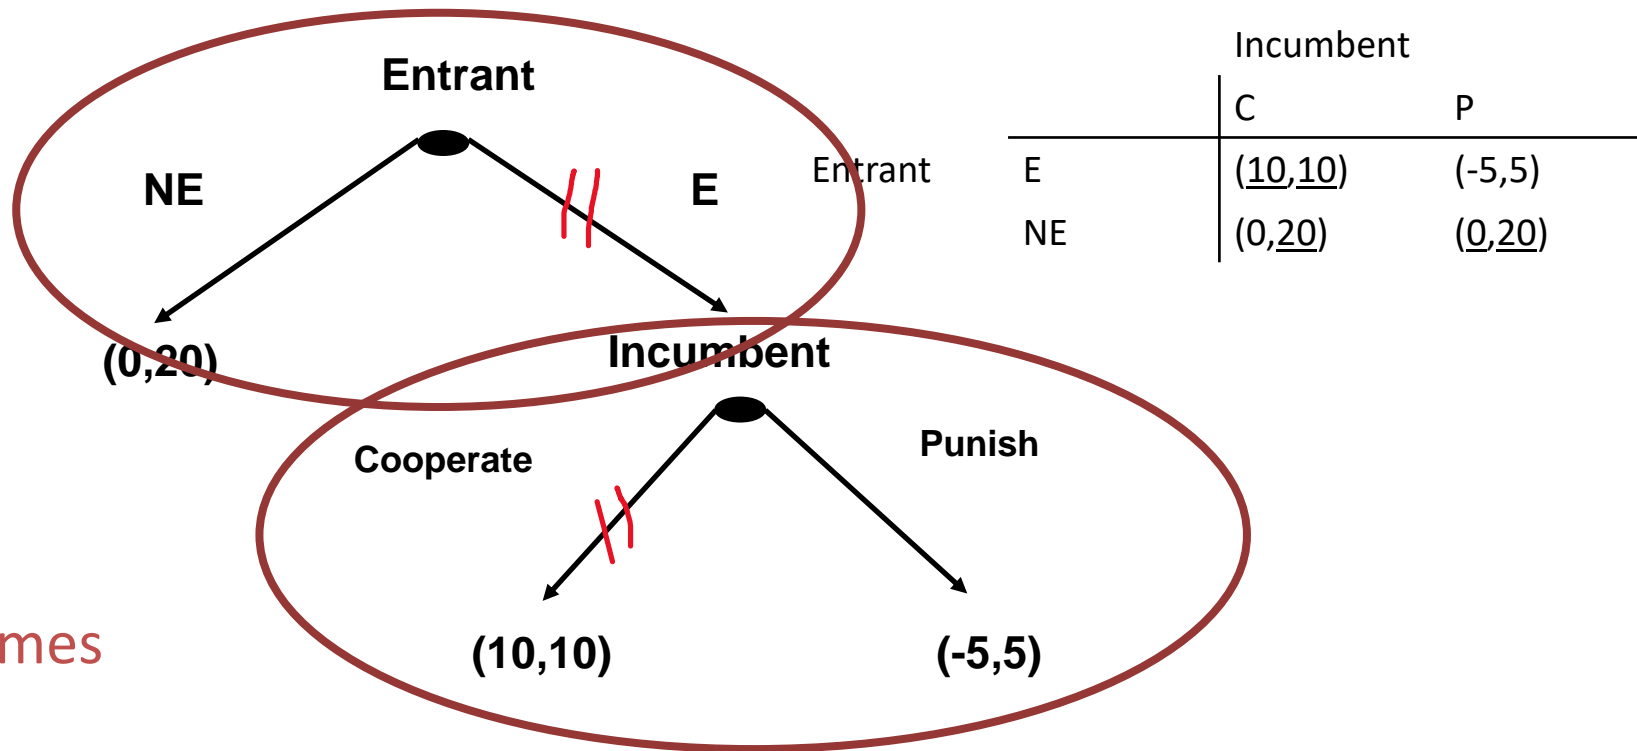 Entrant
NE
E
(0,20)
Incumbent
Cooperate
Punish
(10,10)
(-5,5)
mes
Incumbent
C P
Entrant E (10,10) (-5,5)
NE (0,20) (0,20)